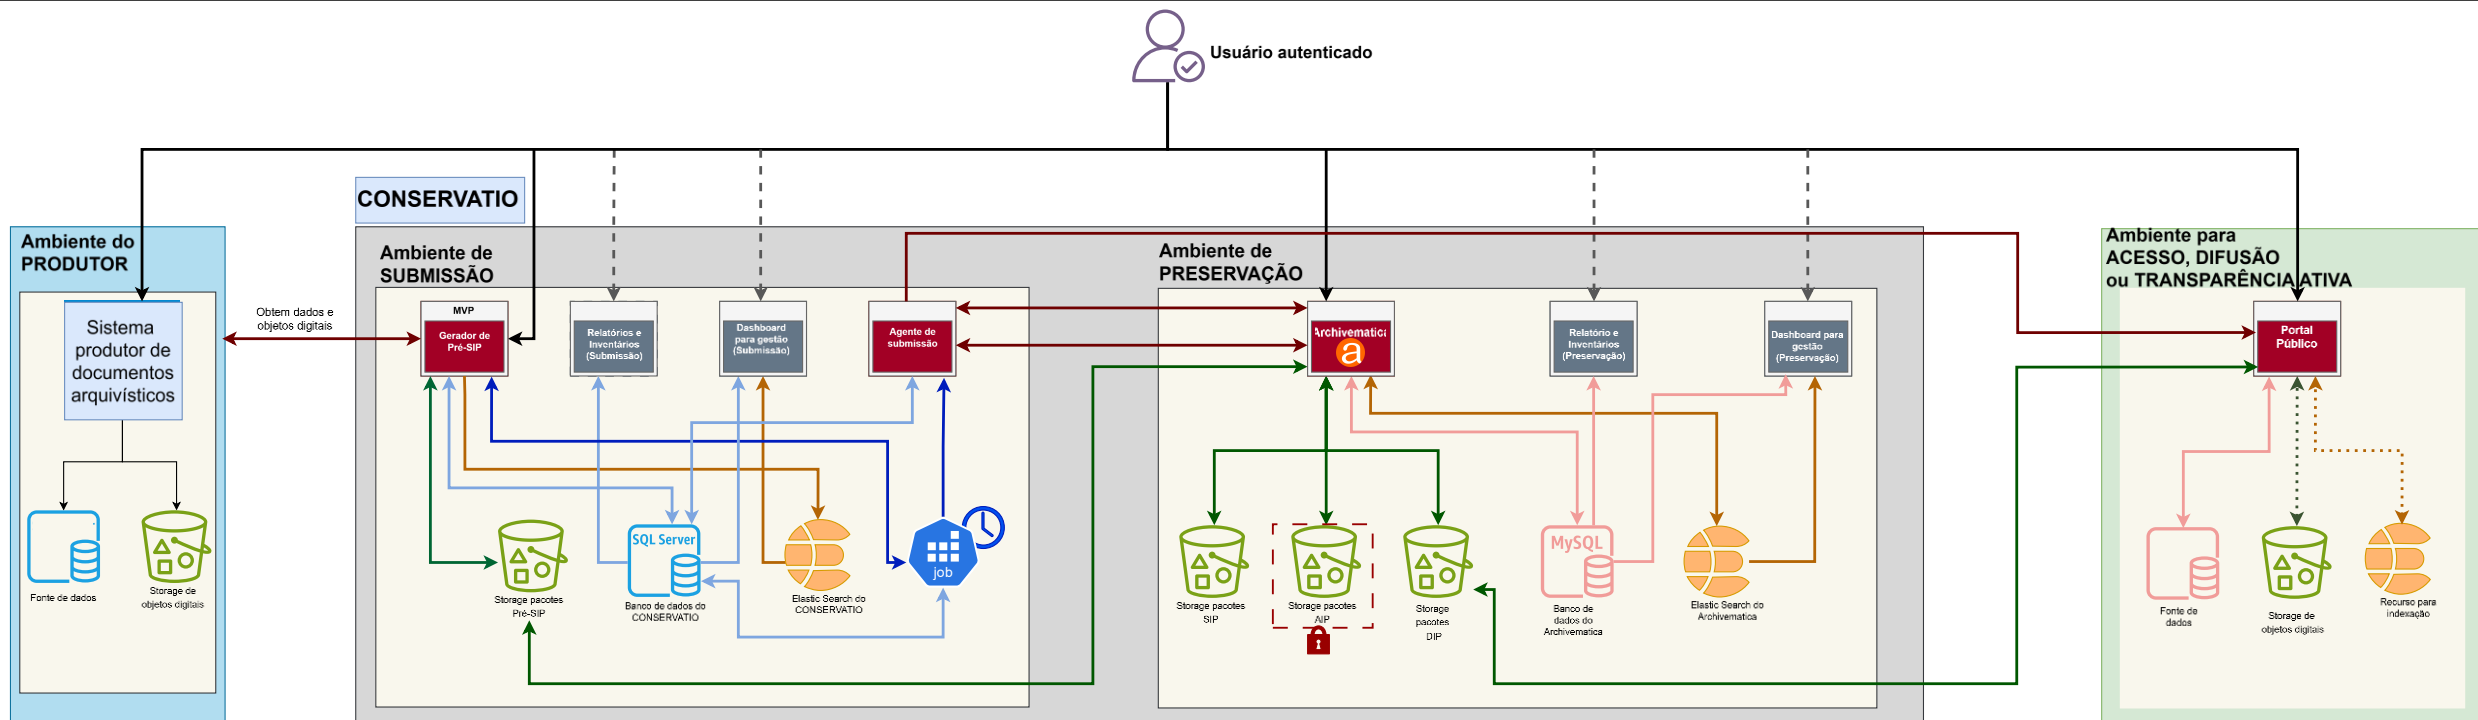 Usuário autenticado
CONSERVATIO
Ambiente do
PRODUTOR
Sistema
produtor de
documentos
arquivísticos
Fonte de dados
Storage de
objetos digitais
Obtem dados e
objetos digitais
Ambiente de
SUBMISSÃO
MVP
Gerador de
Pré-SIP
Relatórios e
Inventários
(Submissão)
Dashboard
para gestão
(Submissão)
Agente de
submissão
Storage pacotes
Pré-SIP
SQL Server
Banco de dados do
CONSERVATIO
Elastic Search do
CONSERVATIO
job
Ambiente de
PRESERVAÇÃO
Archivematica
a
Relatório e
Inventários
(Preservação)
Dashboard para
gestão
(Preservação)
Storage pacotes
SIP
Storage pacotes
AIP
Storage
pacotes
DIP
MySQL
Banco de
dados do
Archivematica
Elastic Search do
Archivematica
Ambiente para
ACESSO, DIFUSÃO
ou TRANSPARÊNCIA ATIVA
Portal
Público
Fonte de
dados
Storage de
objetos digitais
Recurso para
indexação